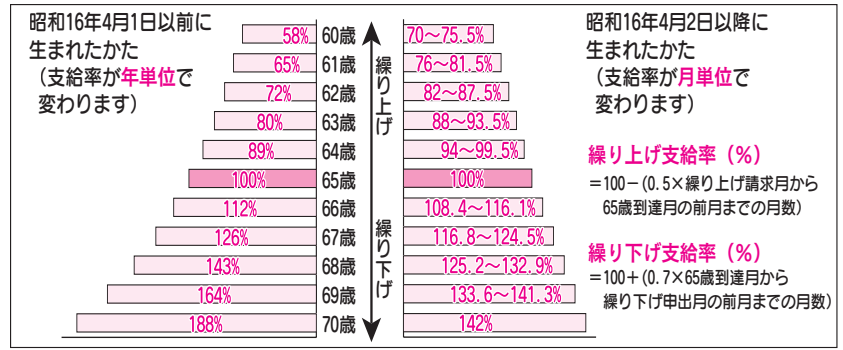 昭和16年4月1日以前に
生まれたかた
（支給率が年単位で
変わります）
58% 60歳 70〜75.5%
65% 61歳 76〜81.5%
72% 62歳 82〜87.5%
80% 63歳 88〜93.5%
89% 64歳 94〜99.5%
100% 65歳 100%
112% 66歳 108.4〜116.1%
126% 67歳 116.8〜124.5%
143% 68歳 125.2〜132.9%
164% 69歳 133.6〜141.3%
188% 70歳 142%
繰り上げ
繰り下げ
昭和16年4月2日以降に
生まれたかた
（支給率が月単位で
変わります）
繰り上げ支給率（%）
＝100－(0.5×繰り上げ請求月から
65歳到達月の前月までの月数)
繰り下げ支給率（%）
＝100＋(0.7×65歳到達月から
繰り下げ申出月の前月までの月数)